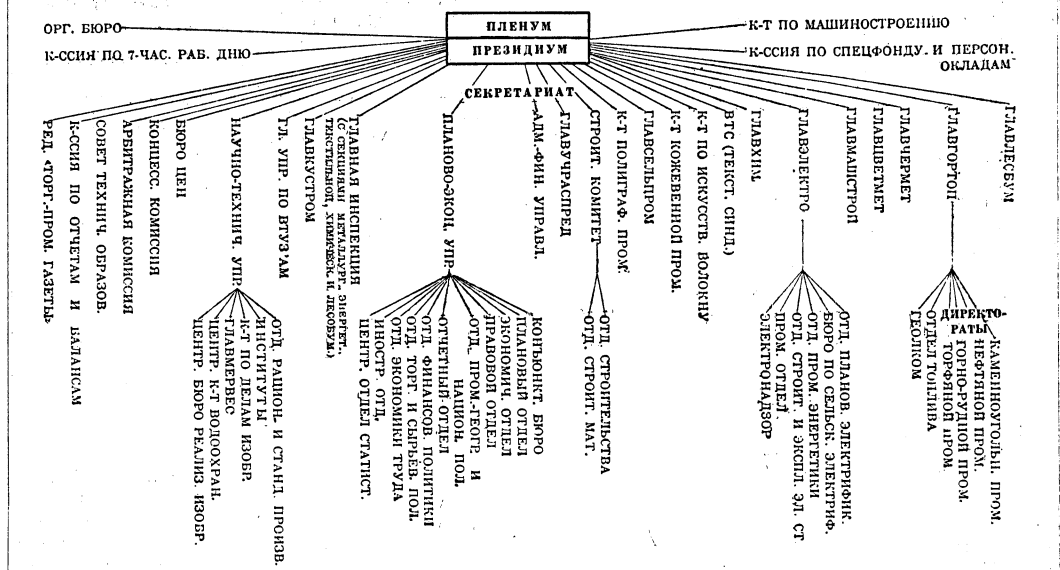 ОРГ. БЮРО
К-ССИЯ ПО 7-ЧАС. РАБ. ДНЮ
ПЛЕНУМ
ПРЕЗИДИУМ
К-Т ПО МАШИНОСТРОЕНИЮ
К-ССИЯ ПО СПЕЦФОНДУ. И ПЕРСОН.
ОКЛАДАМ
СЕКРЕТАРИАТ
РЕД. «ТОРГ.-ПРОМ. ГАЗЕТЫ»
К-ССИЯ ПО ОТЧЕТАМ И БАЛАНСАМ
СОВЕТ ТЕХНИЧ. ОБРАЗОВ.
АРБИТРАЖНАЯ КОМИССИЯ
КОНЦЕСС. КОМИССИЯ
БЮРО ЦЕН
НАУЧНО-ТЕХНИЧ. УПР.
ГЛ. УПР. ПО ВТУЗ'АМ
ГЛАВКУСТРОМ
ГЛАВНАЯ ИНСПЕКЦИЯ
(С СЕКЦИЯМИ МЕТАЛЛУРГ., ЭНЕРГЕТ.,
ТЕКСТИЛЬНОЙ, ХИМИЧЕСК. И ЛЕСОБУМ.)
ПЛАНОВО-ЭКОН. УПР.
АДМ.-ФИН. УПРАВЛ.
ГЛАВУЧРАСПРЕД
СТРОИТ. КОМИТЕТ
К-Т ПОЛИГРАФ. ПРОМ.
ГЛАВСЕЛЬПРОМ
К-Т КОЖЕВЕННОЙ ПРОМ.
К-Т ПО ИСКУССТВ. ВОЛОКНУ
ВТС (ТЕКСТ. СИНД.)
ГЛАВХИМ
ГЛАВЭЛЕКТРО
ГЛАВМАШСТРОЙ
ГЛАВЦВЕТМЕТ
ГЛАВЧЕРМЕТ
ГЛАВГОРТОП
ГЛАВЛЕСБУМ
ЦЕНТР. БЮРО РЕАЛИЗ. ИЗОБР.
ЦЕНТР. К-Т ВОДООХРАН.
ГЛАВМЕРВЕС
К-Т ПО ДЕЛАМ ИЗОБР.
ИНСТИТУТЫ
ОТД. РАЦИОН. И СТАНД. ПРОИЗВ.
ЦЕНТР. ОТДЕЛ СТАТИСТ.
ИНОСТР. ОТД.
ОТД. ЭКОНОМИКИ ТРУДА
ОТД. ТОРГ. И СЫРЬЕВ. ПОЛ.
ОТД. ФИНАНСОВ. ПОЛИТИКИ
ОТЧЕТНЫЙ ОТДЕЛ
ОТД. ПРОМ.-ГЕОГР. И
НАЦИОН. ПОЛ.
ПРАВОВОЙ ОТДЕЛ
ЭКОНОМИЧ. ОТДЕЛ
ПЛАНОВЫЙ ОТДЕЛ
КОНЪЮНКТ. БЮРО
ОТД. СТРОИТ. МАТ.
ОТД. СТРОИТЕЛЬСТВА
ЭЛЕКТРОНАДЗОР
ПРОМ. ОТДЕЛ
ОТД. СТРОИТ. И ЭКСПЛ. ЭЛ. СТ
ОТД. ПРОМ. ЭНЕРГЕТИКИ
БЮРО ПО СЕЛЬСК. ЭЛЕКТРИФ.
ОТД. ПЛАНОВ. ЭЛЕКТРИФИК.
ГЕОЛКОМ
ОТДЕЛ ТОПЛИВА
ДИРЕКТО-
РАТЫ
ТОРФЯНОЙ ПРОМ.
ГОРНО-РУДНОЙ ПРОМ.
НЕФТЯНОЙ ПРОМ.
КАМЕННОУГОЛЬН. ПРОМ.